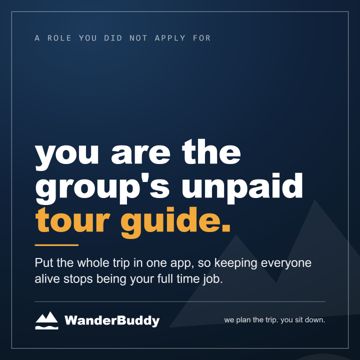 A ROLE YOU DID NOT APPLY FOR
you are the
group's unpaid
tour guide.
Put the whole trip in one app, so keeping everyone
alive stops being your full time job.
WanderBuddy
we plan the trip. you sit down.